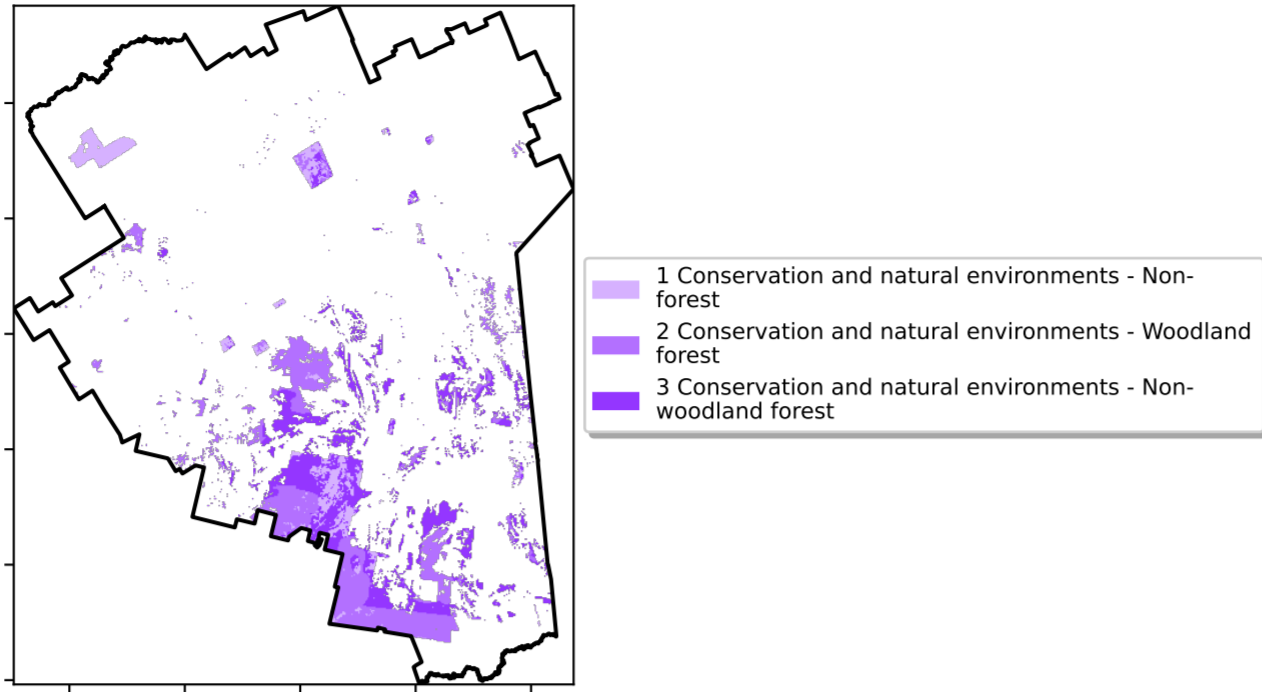 1 Conservation and natural environments - Non-
forest
2 Conservation and natural environments - Woodland
forest
3 Conservation and natural environments - Non-
woodland forest